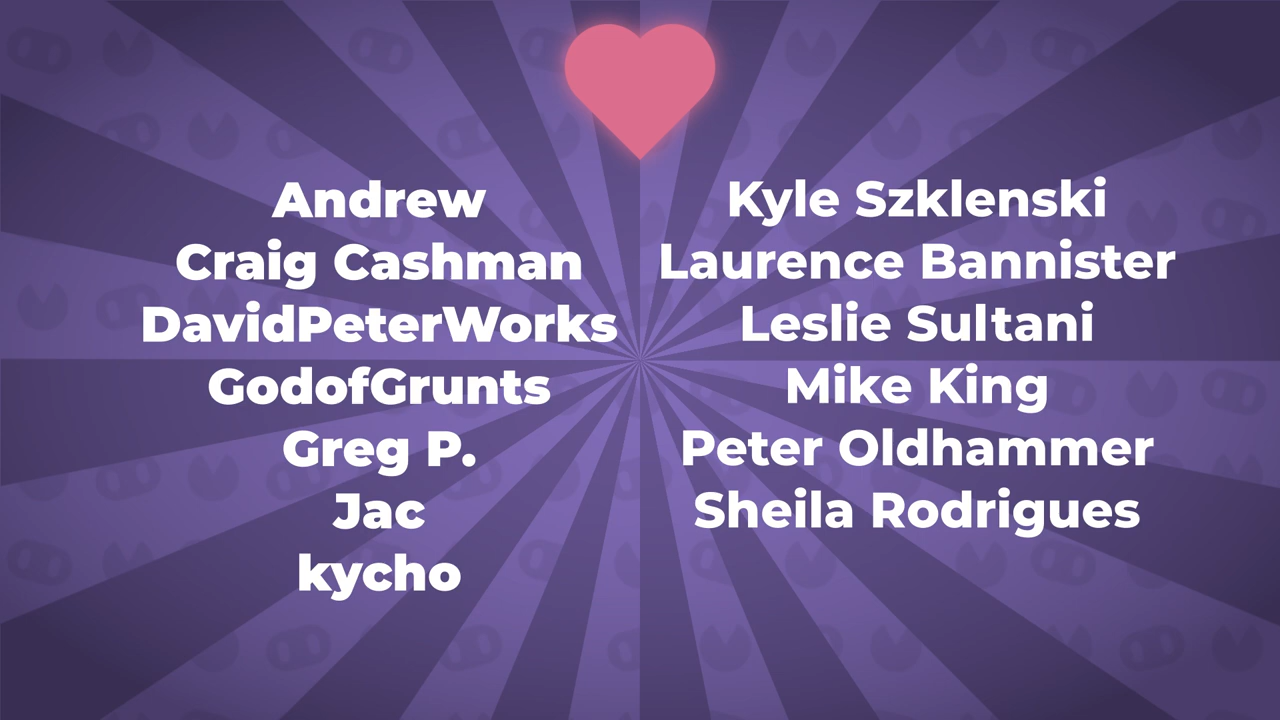 Andrew
Craig Cashman
DavidPeterWorks
GodofGrunts
Greg P.
Jac
kycho
Kyle Szklenski
Laurence Bannister
Leslie Sultani
Mike King
Peter Oldhammer
Sheila Rodrigues